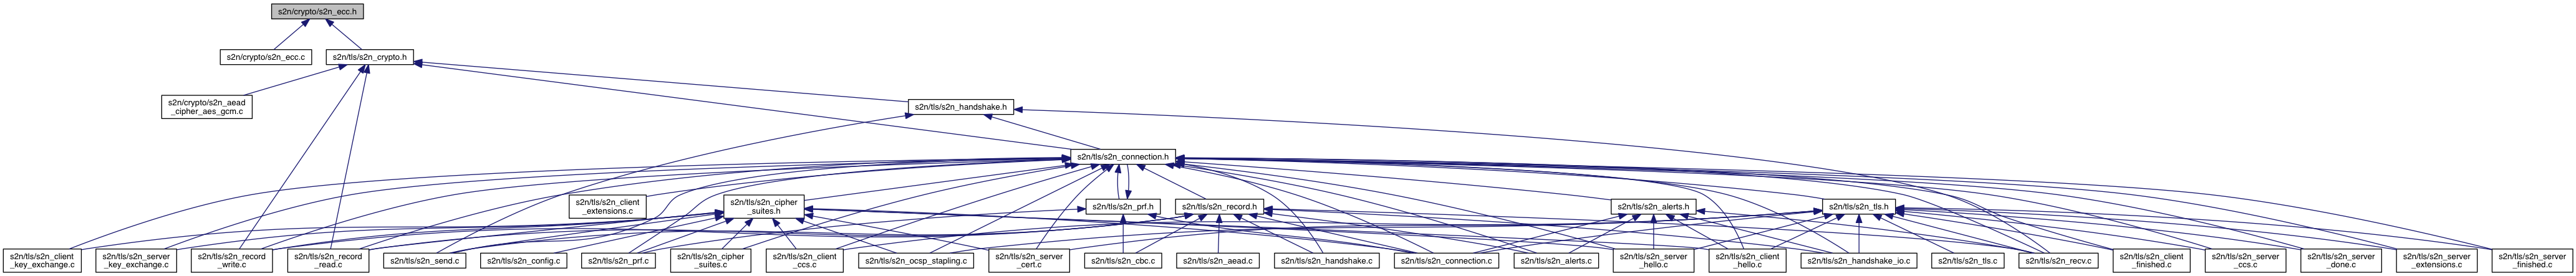 s2n/crypto/s2n_ecc.h
s2n/crypto/s2n_ecc.c
s2n/tls/s2n_crypto.h
s2n/crypto/s2n_aead
_cipher_aes_gcm.c
s2n/tls/s2n_handshake.h
s2n/tls/s2n_connection.h
s2n/tls/s2n_client
_extensions.c
s2n/tls/s2n_cipher
_suites.h
s2n/tls/s2n_prf.h
s2n/tls/s2n_record.h
s2n/tls/s2n_alerts.h
s2n/tls/s2n_tls.h
s2n/tls/s2n_client
_key_exchange.c
s2n/tls/s2n_server
_key_exchange.c
s2n/tls/s2n_record
_write.c
s2n/tls/s2n_record
_read.c
s2n/tls/s2n_send.c
s2n/tls/s2n_config.c
s2n/tls/s2n_prf.c
s2n/tls/s2n_cipher
_suites.c
s2n/tls/s2n_client
_ccs.c
s2n/tls/s2n_ocsp_stapling.c
s2n/tls/s2n_server
_cert.c
s2n/tls/s2n_cbc.c
s2n/tls/s2n_aead.c
s2n/tls/s2n_handshake.c
s2n/tls/s2n_connection.c
s2n/tls/s2n_alerts.c
s2n/tls/s2n_server
_hello.c
s2n/tls/s2n_client
_hello.c
s2n/tls/s2n_handshake_io.c
s2n/tls/s2n_tls.c
s2n/tls/s2n_recv.c
s2n/tls/s2n_client
_finished.c
s2n/tls/s2n_server
_ccs.c
s2n/tls/s2n_server
_done.c
s2n/tls/s2n_server
_extensions.c
s2n/tls/s2n_server
_finished.c